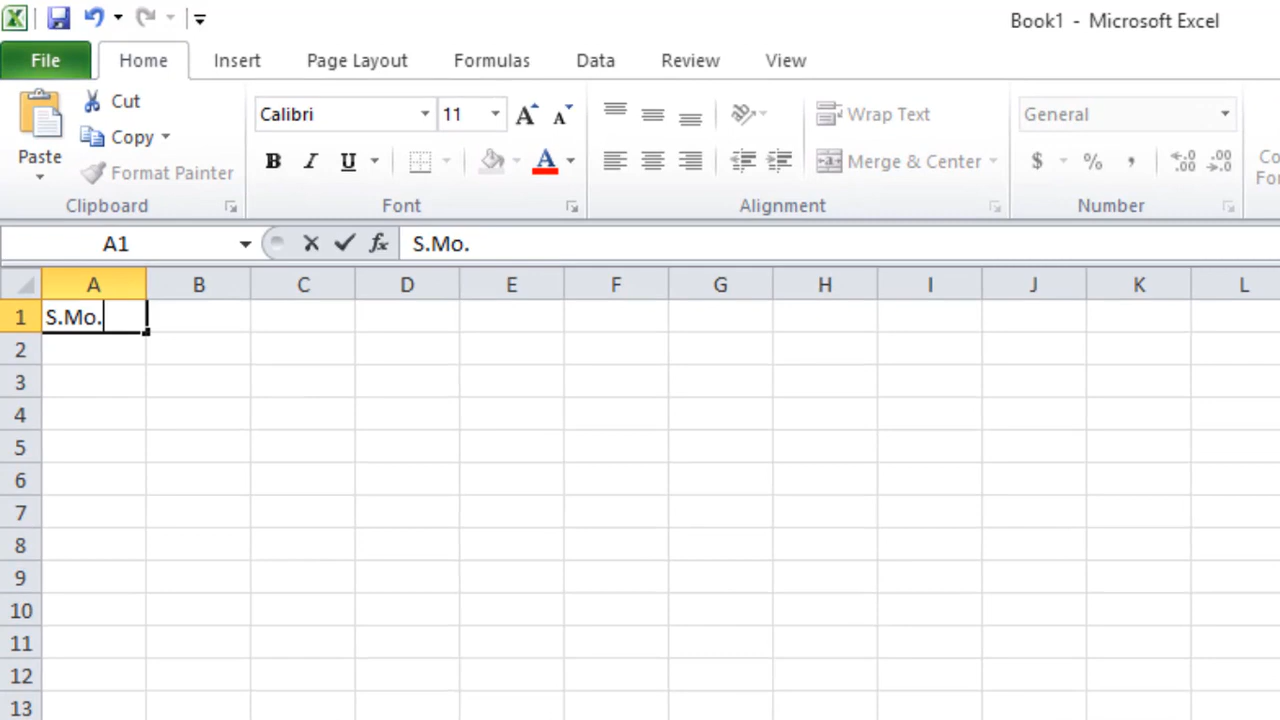 Book1 - Microsoft Excel
File Home Insert Page Layout Formulas Data Review View
Cut
Calibri 11 A A Wrap Text General
Copy
Paste B I U A Merge & Center $ % ,
Format Painter
Clipboard Font Alignment Number
A1 fx S.Mo.
A B C D E F G H I J K L
1 S.Mo.
2
3
4
5
6
7
8
9
10
11
12
13